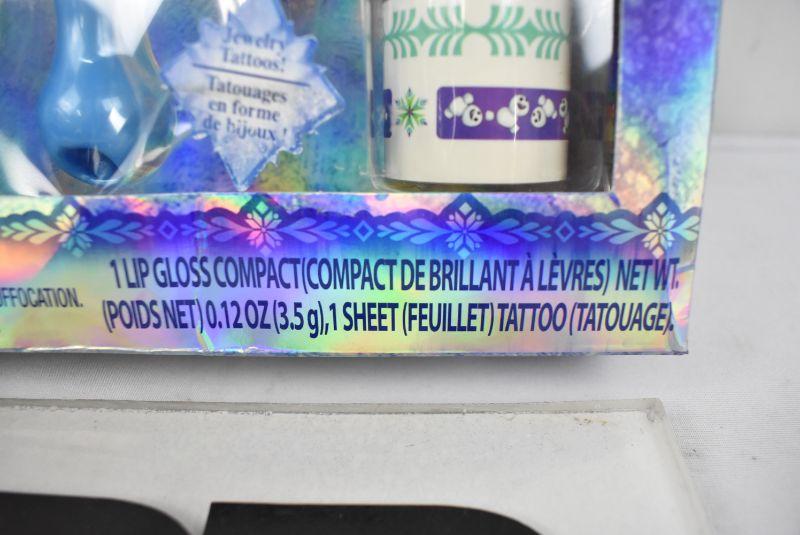 Jewelry
Tattoos!
Tatouages
en forme
de bijoux !
1 LIP GLOSS COMPACT(COMPACT DE BRILLANT À LÈVRES) NET WT.
UFFOCATION.
(POIDS NET) 0.12 OZ (3.5 g),1 SHEET (FEUILLET) TATTOO (TATOUAGE).